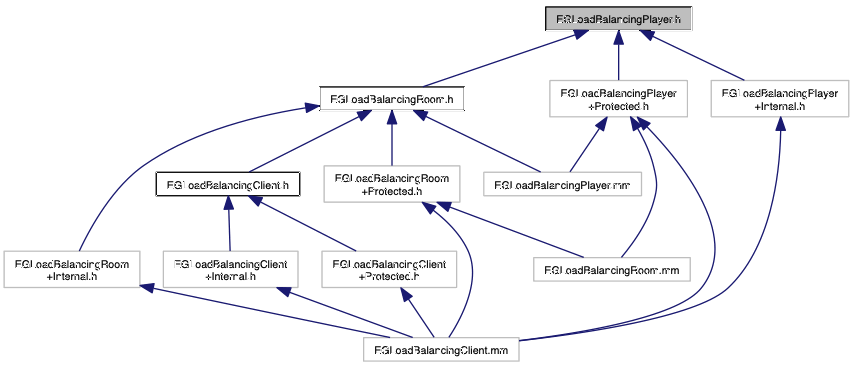 EGLoadBalancingPlayer.h
EGLoadBalancingRoom.h
EGLoadBalancingPlayer
+Protected.h
EGLoadBalancingPlayer
+Internal.h
EGLoadBalancingClient.h
EGLoadBalancingRoom
+Protected.h
EGLoadBalancingPlayer.mm
EGLoadBalancingRoom
+Internal.h
EGLoadBalancingClient
+Internal.h
EGLoadBalancingClient
+Protected.h
EGLoadBalancingRoom.mm
EGLoadBalancingClient.mm